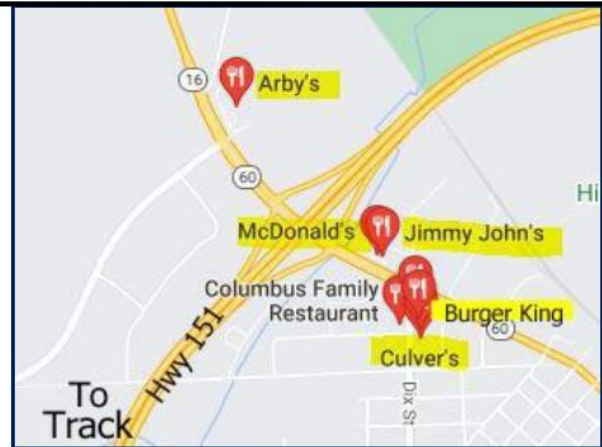 16
Arby's
60
Hi
McDonald's
Jimmy John's
Columbus Family
Restaurant
Burger King
60
Culver's
Hwy 151
To
Track
Dix St